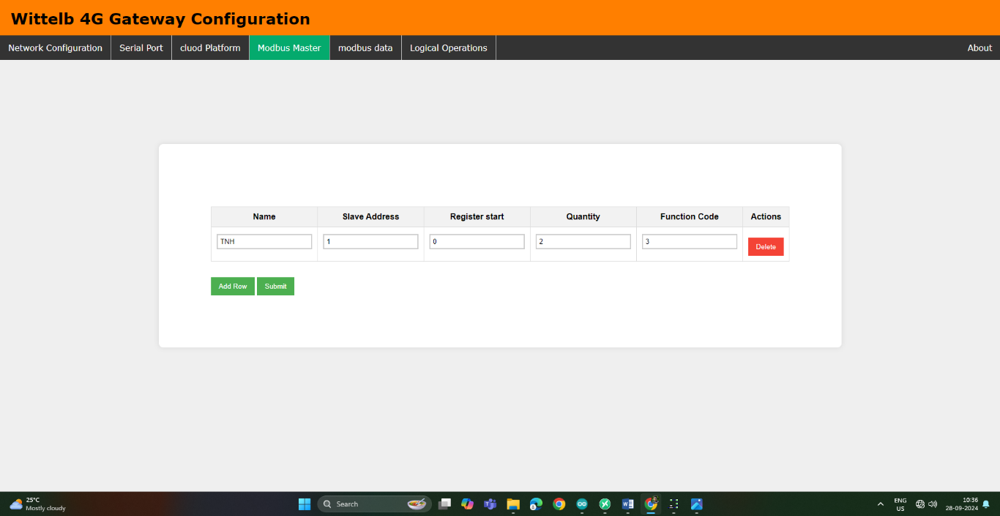 Wittelb 4G Gateway Configuration
Network Configuration Serial Port cluod Platform Modbus Master modbus data Logical Operations About
Name Slave Address Register start Quantity Function Code Actions
TNH 1 0 2 3 Delete
Add Row Submit
25°C
Mostly cloudy
Search
ENG
US
10:36
28-09-2024